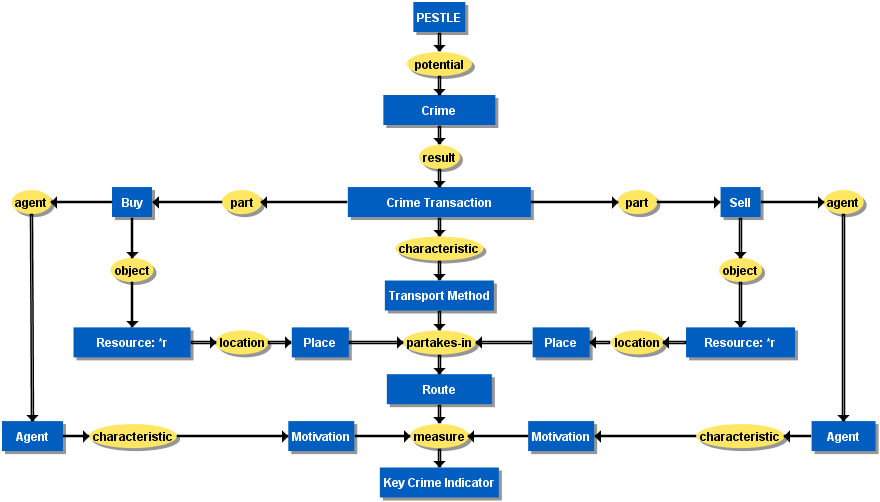 PESTLE
potential
Crime
result
agent
Buy
part
Crime Transaction
part
Sell
agent
characteristic
object
object
Transport Method
Resource: *r
location
Place
partakes-in
Place
location
Resource: *r
Route
Agent
characteristic
Motivation
measure
Motivation
characteristic
Agent
Key Crime Indicator